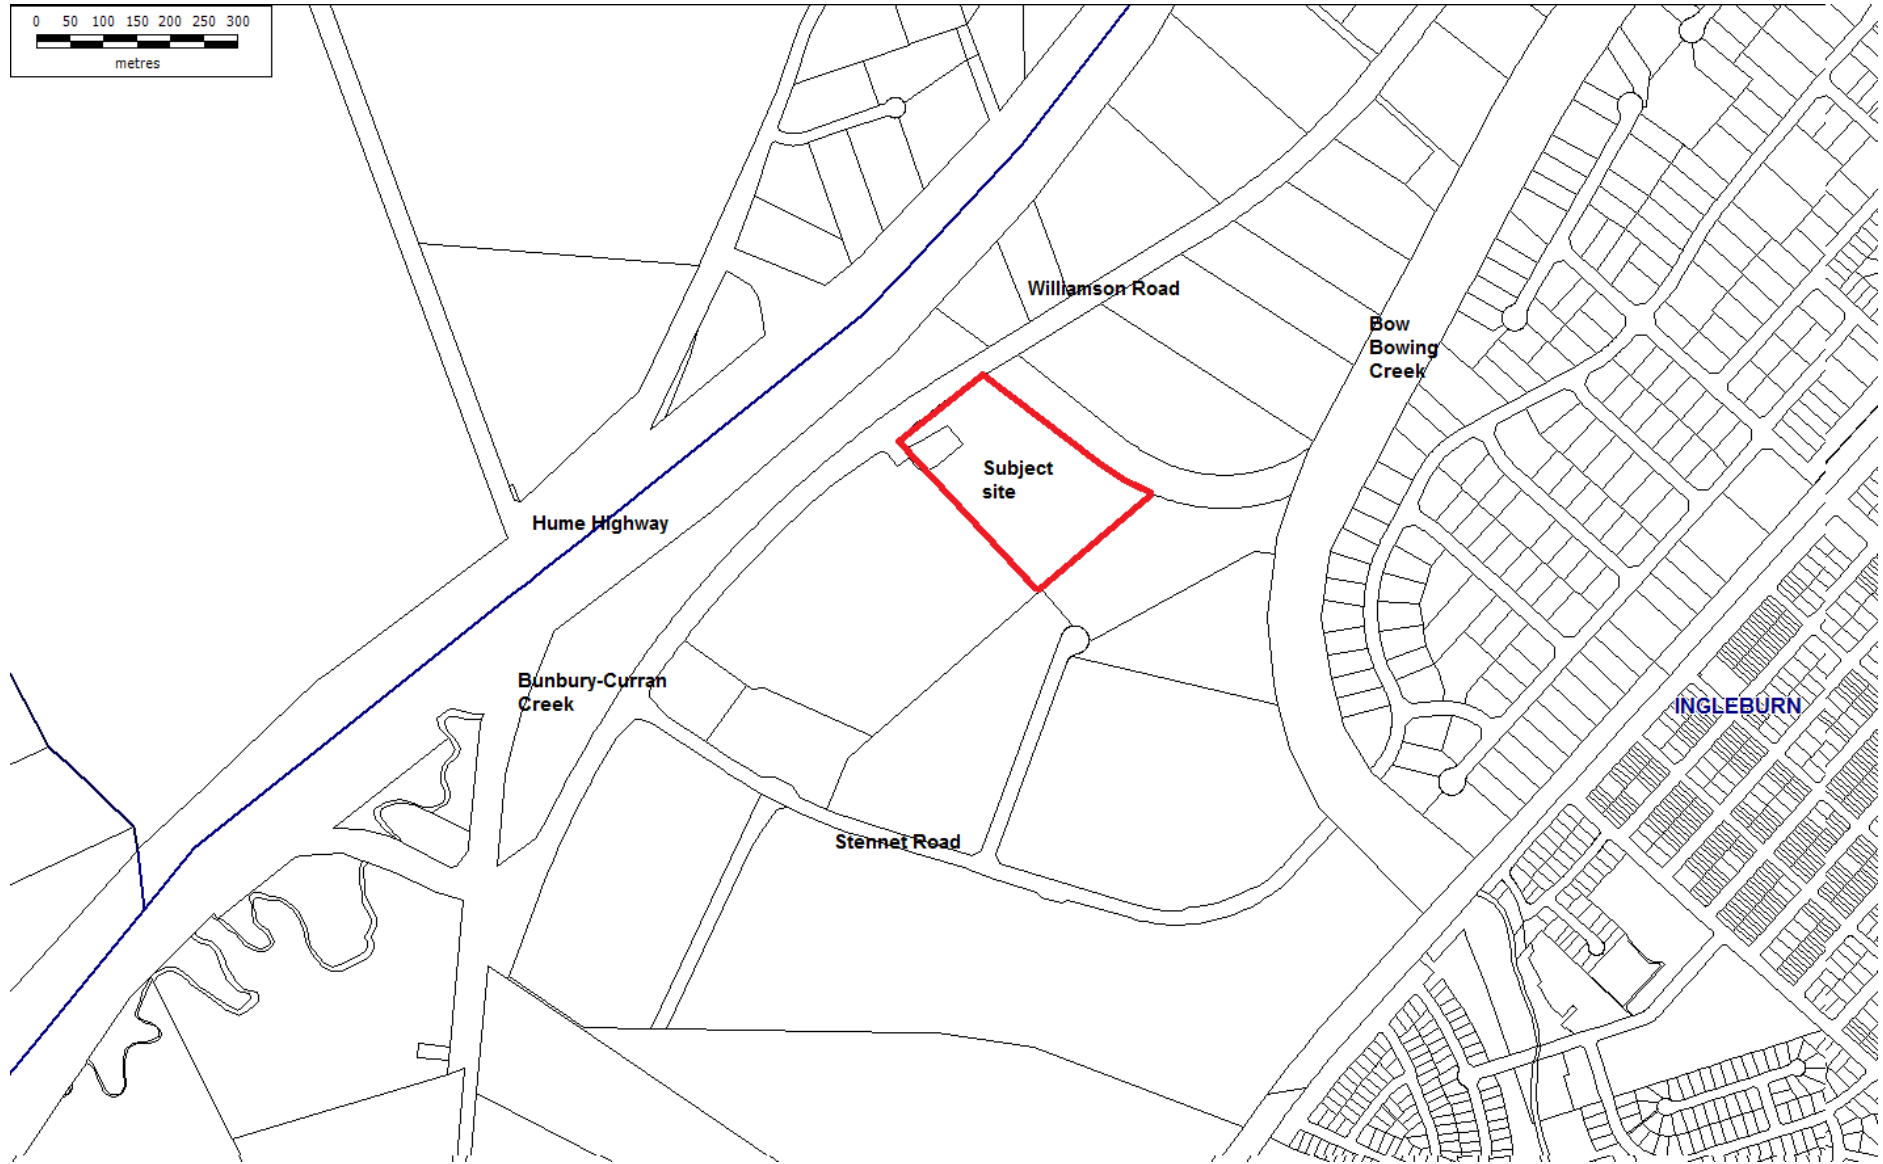 0 50 100 150 200 250 300
metres
Williamson Road
Bow
Bowing
Creek
Subject
site
Hume Highway
Bunbury-Curran
Creek
INGLEBURN
Stennet Road